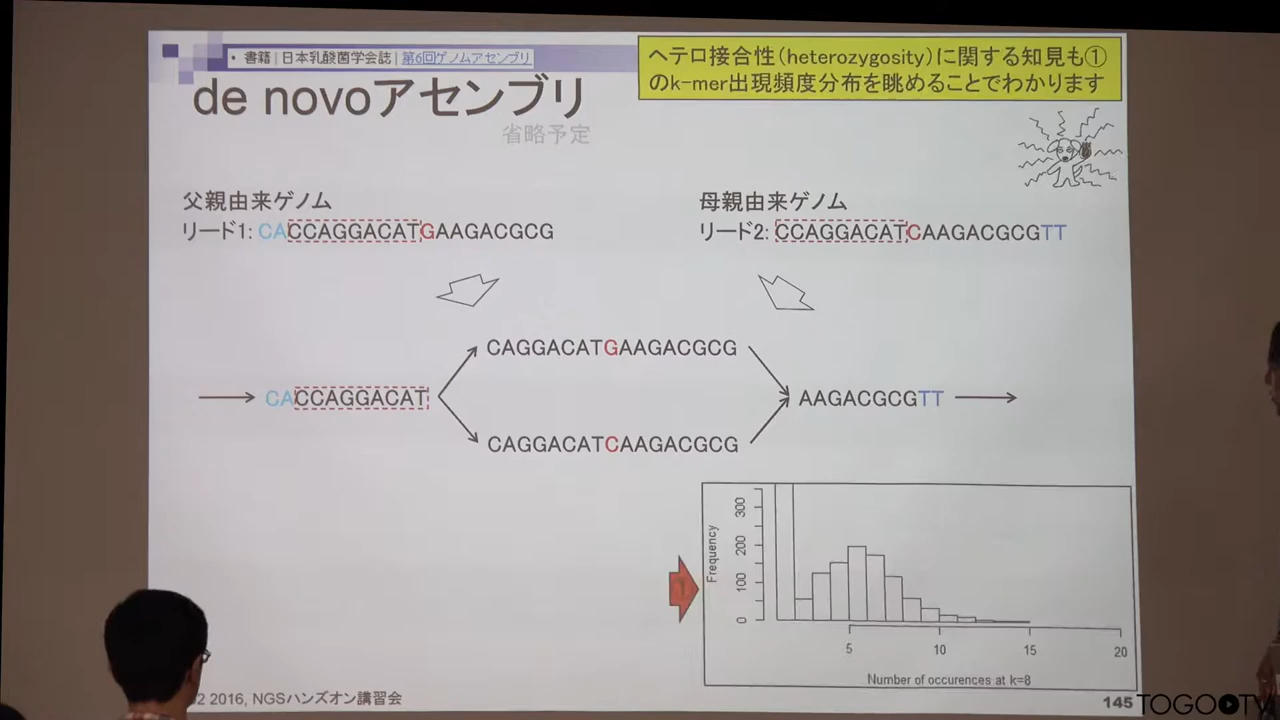 ・ 書籍 | 日本乳酸菌学会誌 | 第6回ゲノムアセンブリ
ヘテロ接合性(heterozygosity)に関する知見も①
のk-mer出現頻度分布を眺めることでわかります
de novoアセンブリ
省略予定
父親由来ゲノム
リード1: CACCAGGACATGAAGACGCG
母親由来ゲノム
リード2: CCAGGACATCAAGACGCGTT
CAGGACATGAAGACGCG
CACCAGGACAT
AAGACGCGTT
CAGGACATCAAGACGCG
①
Frequency
300
200
100
0
5
10
15
20
Number of occurences at k=8
2016, NGSハンズオン講習会
145
TOGOTV